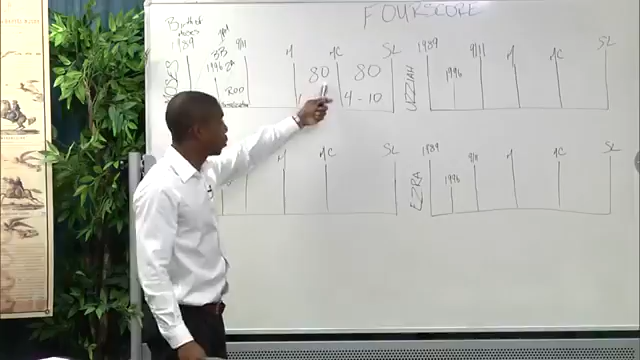 FOURSCORE
Birth of
Moses
1989
9/11
M
MC
SL
1989
9/11
M
MC
SL
1996
MOSES
80
80
UZZIAH
1996
4-10
M
MC
SL
1989
9/11
M
MC
SL
EZRA
1996